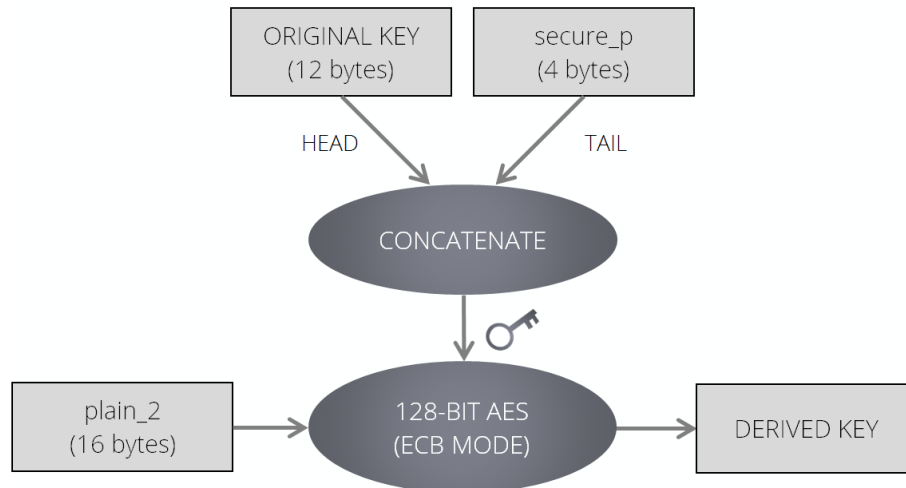 ORIGINAL KEY
(12 bytes)
secure_p
(4 bytes)
HEAD
TAIL
CONCATENATE
plain_2
(16 bytes)
128-BIT AES
(ECB MODE)
DERIVED KEY